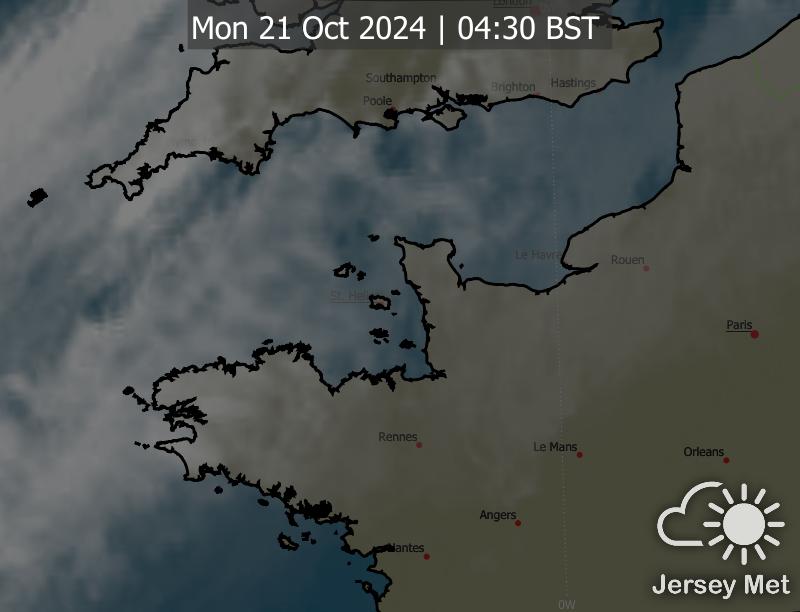 London
Mon 21 Oct 2024 | 04:30 BST
Southampton
Brighton
Hastings
Poole
Le Havre
Rouen
St. Helier
Paris
Rennes
Le Mans
Orleans
Angers
Nantes
Jersey Met
0W